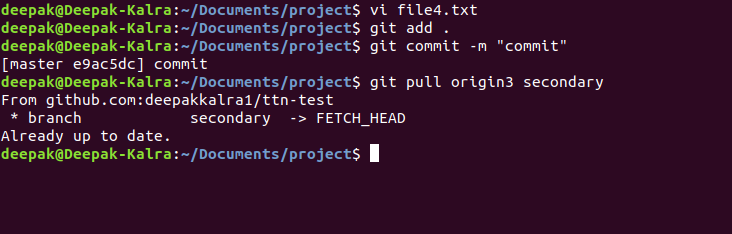 deepak@Deepak-Kalra:~/Documents/project$ vi file4.txt
deepak@Deepak-Kalra:~/Documents/project$ git add .
deepak@Deepak-Kalra:~/Documents/project$ git commit -m "commit"
[master e9ac5dc] commit
deepak@Deepak-Kalra:~/Documents/project$ git pull origin3 secondary
From github.com:deepakkalra1/ttn-test
 * branch            secondary  -> FETCH_HEAD
Already up to date.
deepak@Deepak-Kalra:~/Documents/project$